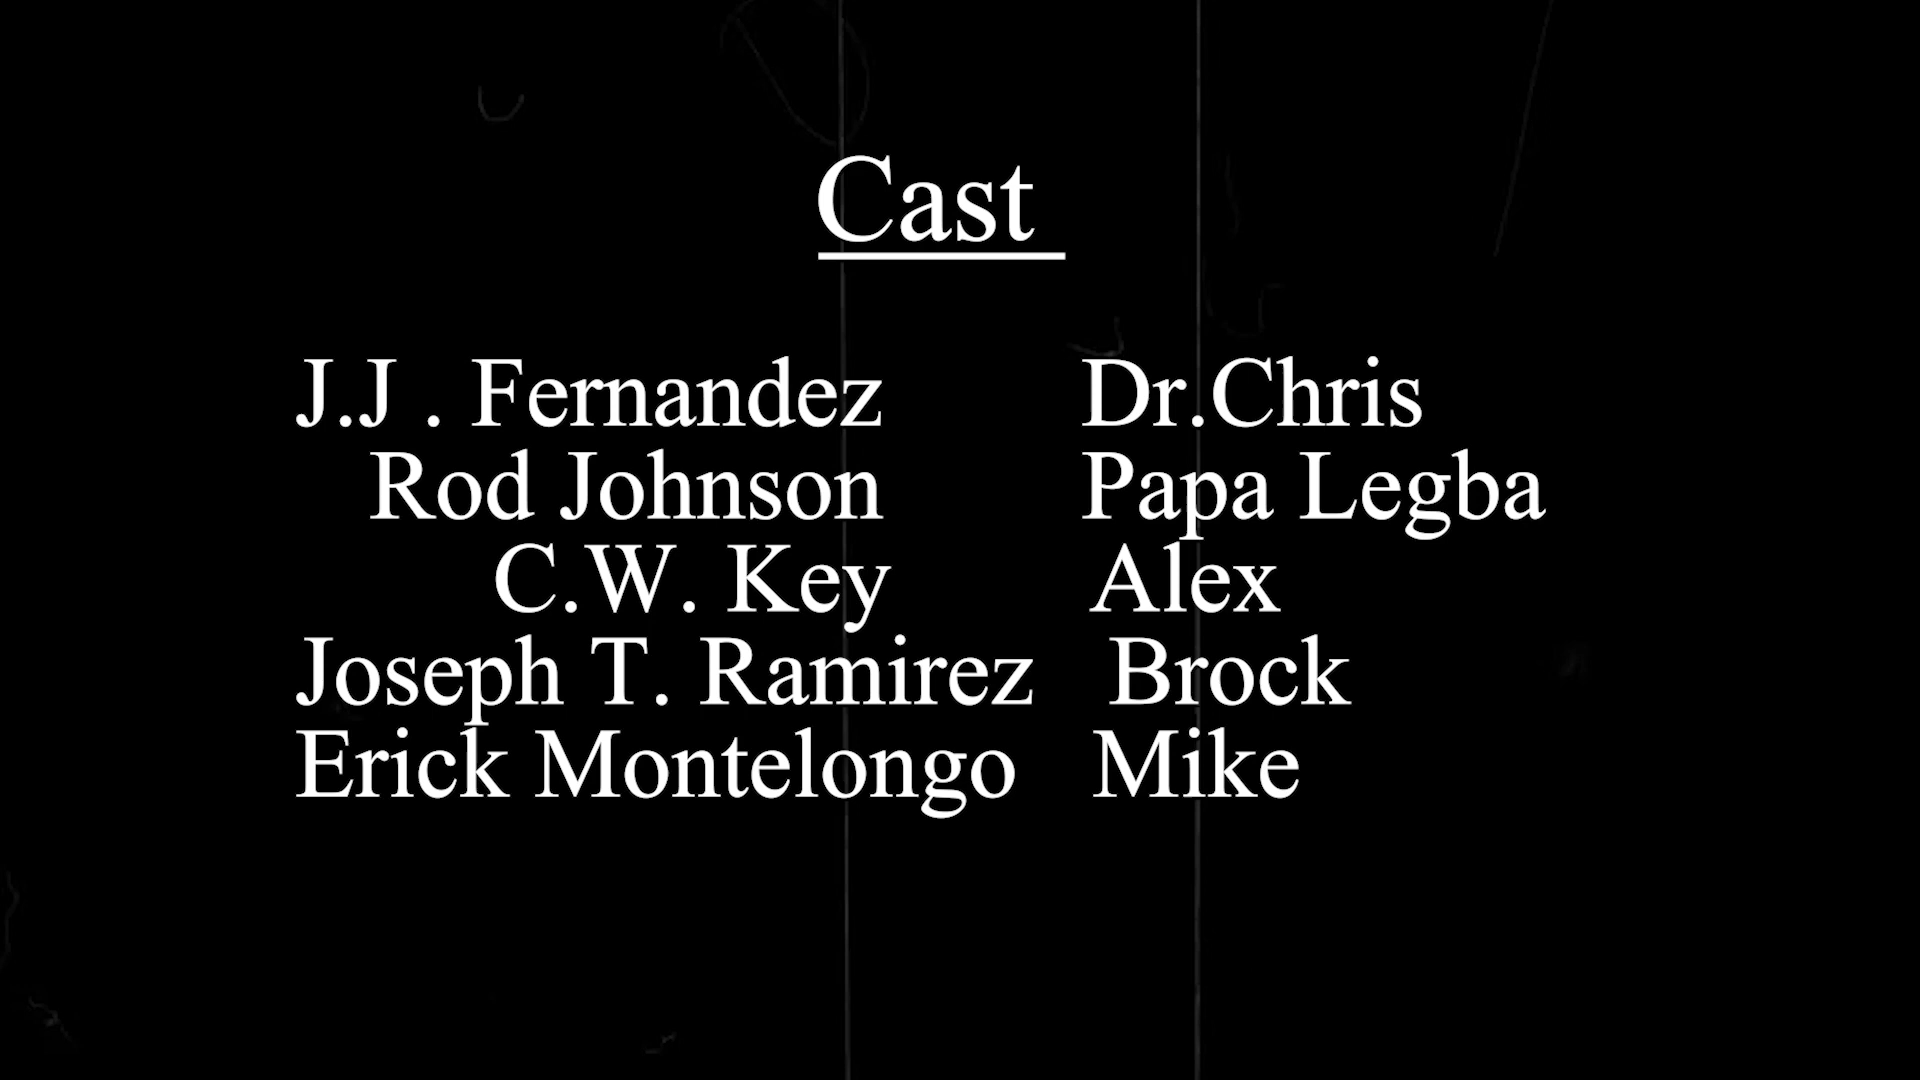 Cast
J.J . Fernandez Dr.Chris
Rod Johnson Papa Legba
C.W. Key Alex
Joseph T. Ramirez Brock
Erick Montelongo Mike